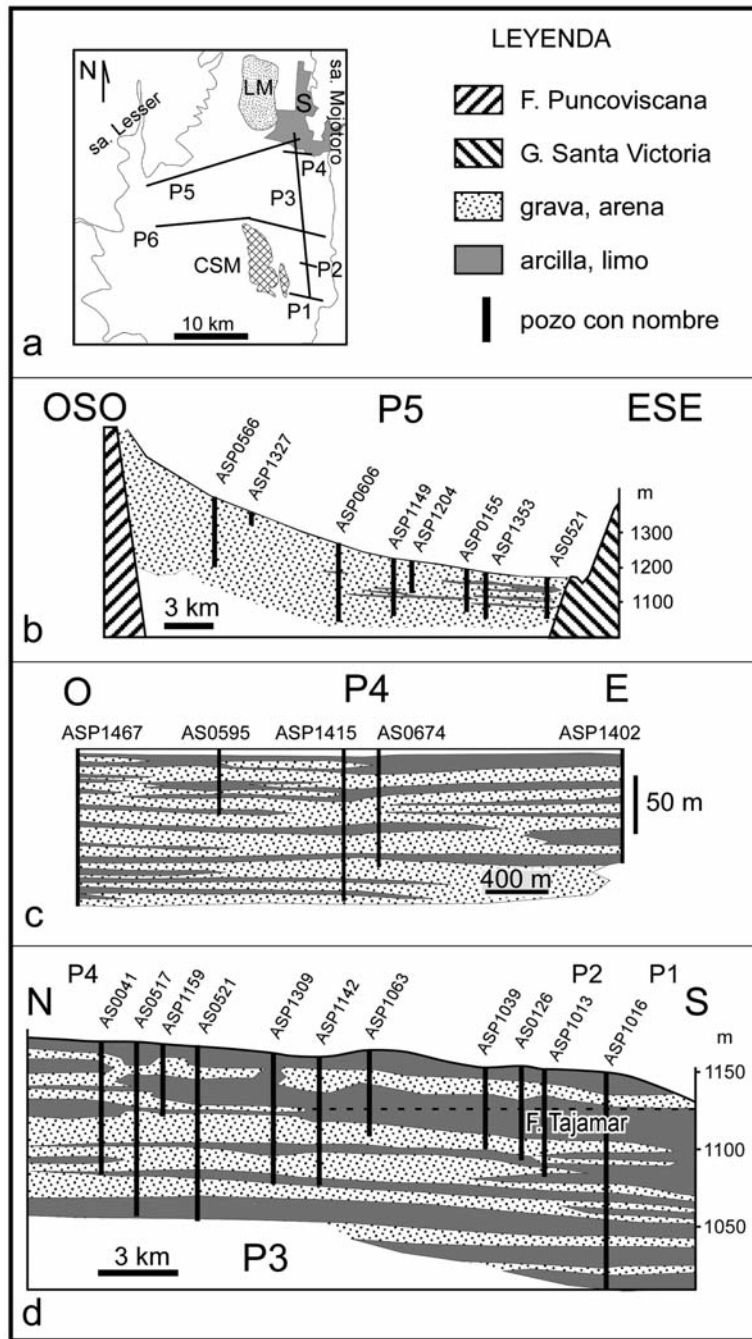 LEYENDA
F. Puncoviscana
G. Santa Victoria
grava, arena
arcilla, limo
pozo con nombre
N
sa. Lesser
LM
S
sa. Mojotoro
P4
P5
P3
P6
CSM
P2
P1
10 km
a
OSO P5 ESE
ASP0566
ASP1327
ASP0606
ASP1149
ASP1204
ASP0155
ASP1353
AS0521
m
1300
1200
1100
3 km
b
O P4 E
ASP1467 AS0595 ASP1415 AS0674 ASP1402
50 m
400 m
c
P4 P2 P1
N S
AS0041
AS0517
ASP1159
AS0521
ASP1309
ASP1142
ASP1063
ASP1039
AS0126
ASP1013
ASP1016
m
1150
F. Tajamar
1100
1050
3 km
P3
d